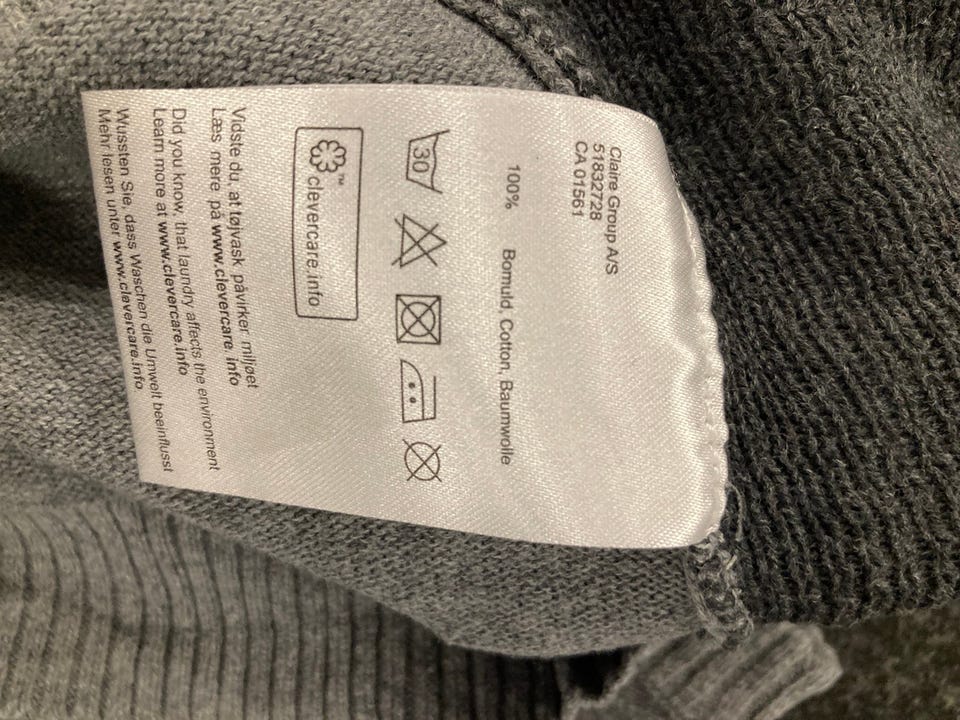 Claire Group A/S
51832728
CA 01561
100% Bomuld, Cotton, Baumwolle
30
clevercare.info™
Vidste du, at tøjvask påvirker miljøet
Læs mere på www.clevercare.info
Did you know, that laundry affects the environment
Learn more at www.clevercare.info
Wussten Sie, dass Waschen die Umwelt beeinflusst
Mehr lesen unter www.clevercare.info